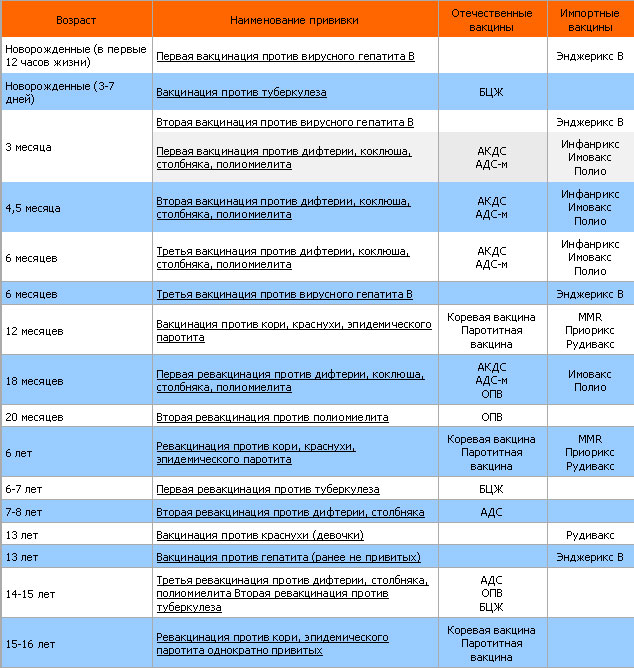 Возраст
Наименование прививки
Отечественные
вакцины
Импортные
вакцины
Новорожденные (в первые
12 часов жизни)
Первая вакцинация против вирусного гепатита В
Энджерикс В
Новорожденные (3-7
дней)
Вакцинация против туберкулеза
БЦЖ
3 месяца
Вторая вакцинация против вирусного гепатита В
Энджерикс В
Первая вакцинация против дифтерии, коклюша,
столбняка, полиомиелита
АКДС
АДС-м
Инфанрикс
Имовакс
Полио
4,5 месяца
Вторая вакцинация против дифтерии, коклюша,
столбняка, полиомиелита
АКДС
АДС-м
Инфанрикс
Имовакс
Полио
6 месяцев
Третья вакцинация против дифтерии, коклюша,
столбняка, полиомиелита
АКДС
АДС-м
Инфанрикс
Имовакс
Полио
6 месяцев
Третья вакцинация против вирусного гепатита В
Энджерикс В
12 месяцев
Вакцинация против кори, краснухи, эпидемического
паротита
Коревая вакцина
Паротитная
вакцина
MMR
Приорикс
Рудивакс
18 месяцев
Первая ревакцинация против дифтерии, коклюша,
столбняка, полиомиелита
АКДС
АДС-м
ОПВ
Имовакс
Полио
20 месяцев
Вторая ревакцинация против полиомиелита
ОПВ
6 лет
Ревакцинация против кори, краснухи,
эпидемического паротита
Коревая вакцина
Паротитная
вакцина
MMR
Приорикс
Рудивакс
6-7 лет
Первая ревакцинация против туберкулеза
БЦЖ
7-8 лет
Вторая ревакцинация против дифтерии, столбняка
АДС
13 лет
Вакцинация против краснухи (девочки)
Рудивакс
13 лет
Вакцинация против гепатита (ранее не привитых)
Энджерикс В
14-15 лет
Третья ревакцинация против дифтерии, столбняка,
полиомиелита Вторая ревакцинация против
туберкулеза
АДС
ОПВ
БЦЖ
15-16 лет
Ревакцинация против кори, эпидемического
паротита однократно привитых
Коревая вакцина
Паротитная
вакцина